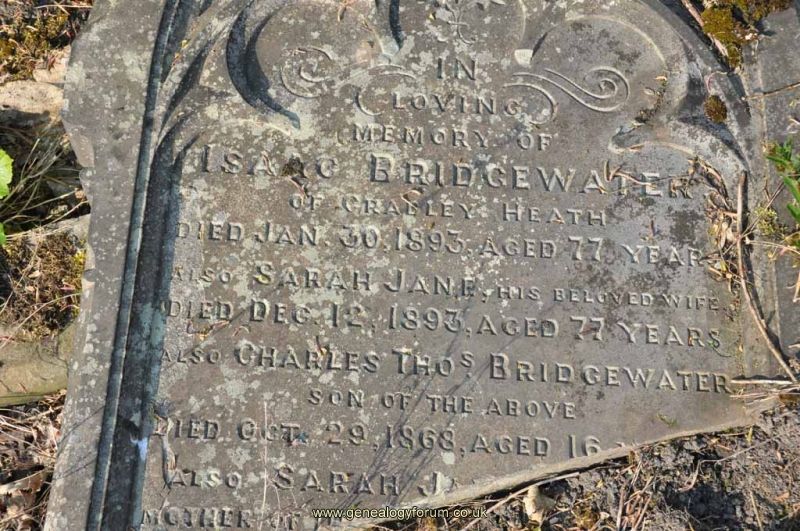 IN
LOVING
MEMORY OF
ISAAC BRIDGEWATER
OF CRADLEY HEATH
DIED JAN. 30, 1893, AGED 77 YEARS
ALSO SARAH JANE, HIS BELOVED WIFE
DIED DEC. 12, 1893, AGED 77 YEARS
ALSO CHARLES THOS BRIDGEWATER
SON OF THE ABOVE
DIED OCT. 29, 1868, AGED 16
ALSO SARAH
MOTHER OF
www.genealogyforum.co.uk